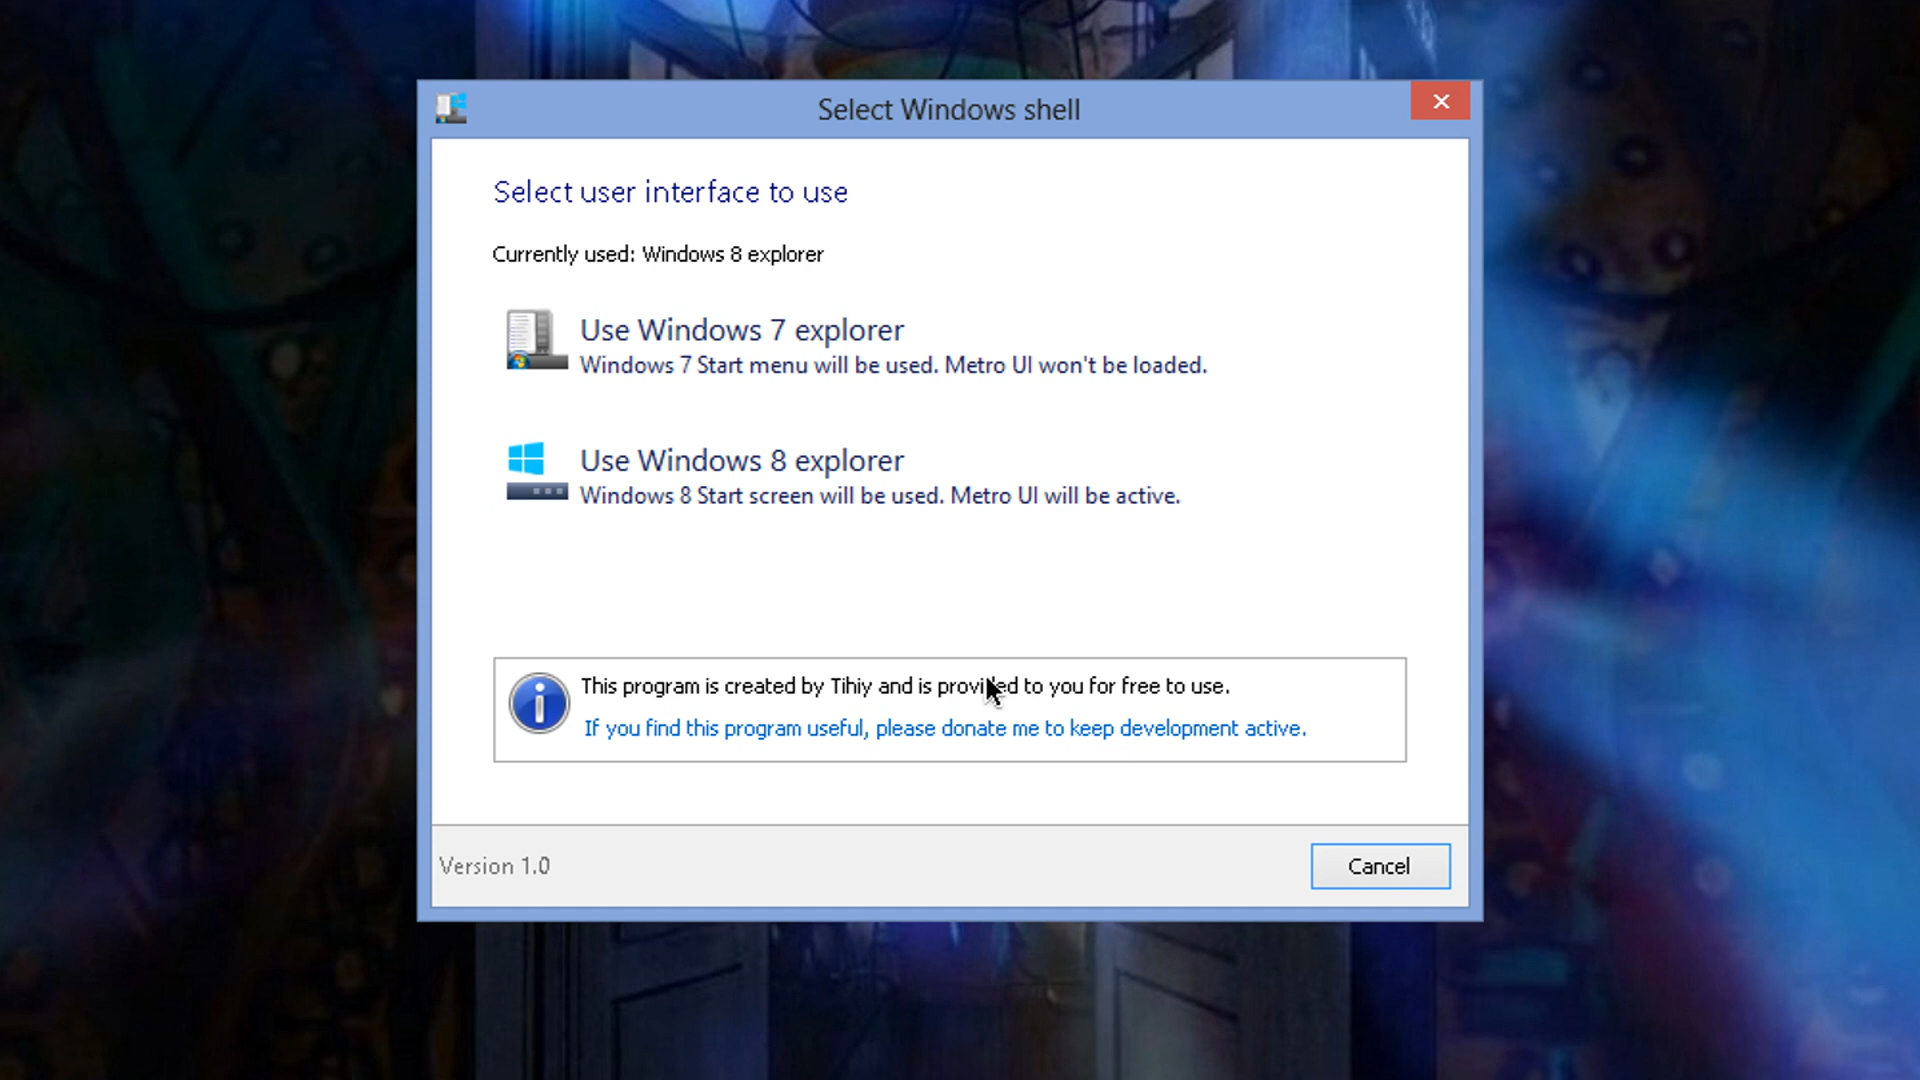 Select Windows shell
Select user interface to use
Currently used: Windows 8 explorer
Use Windows 7 explorer
Windows 7 Start menu will be used. Metro UI won't be loaded.
Use Windows 8 explorer
Windows 8 Start screen will be used. Metro UI will be active.
This program is created by Tihiy and is provided to you for free to use.
If you find this program useful, please donate me to keep development active.
Version 1.0
Cancel